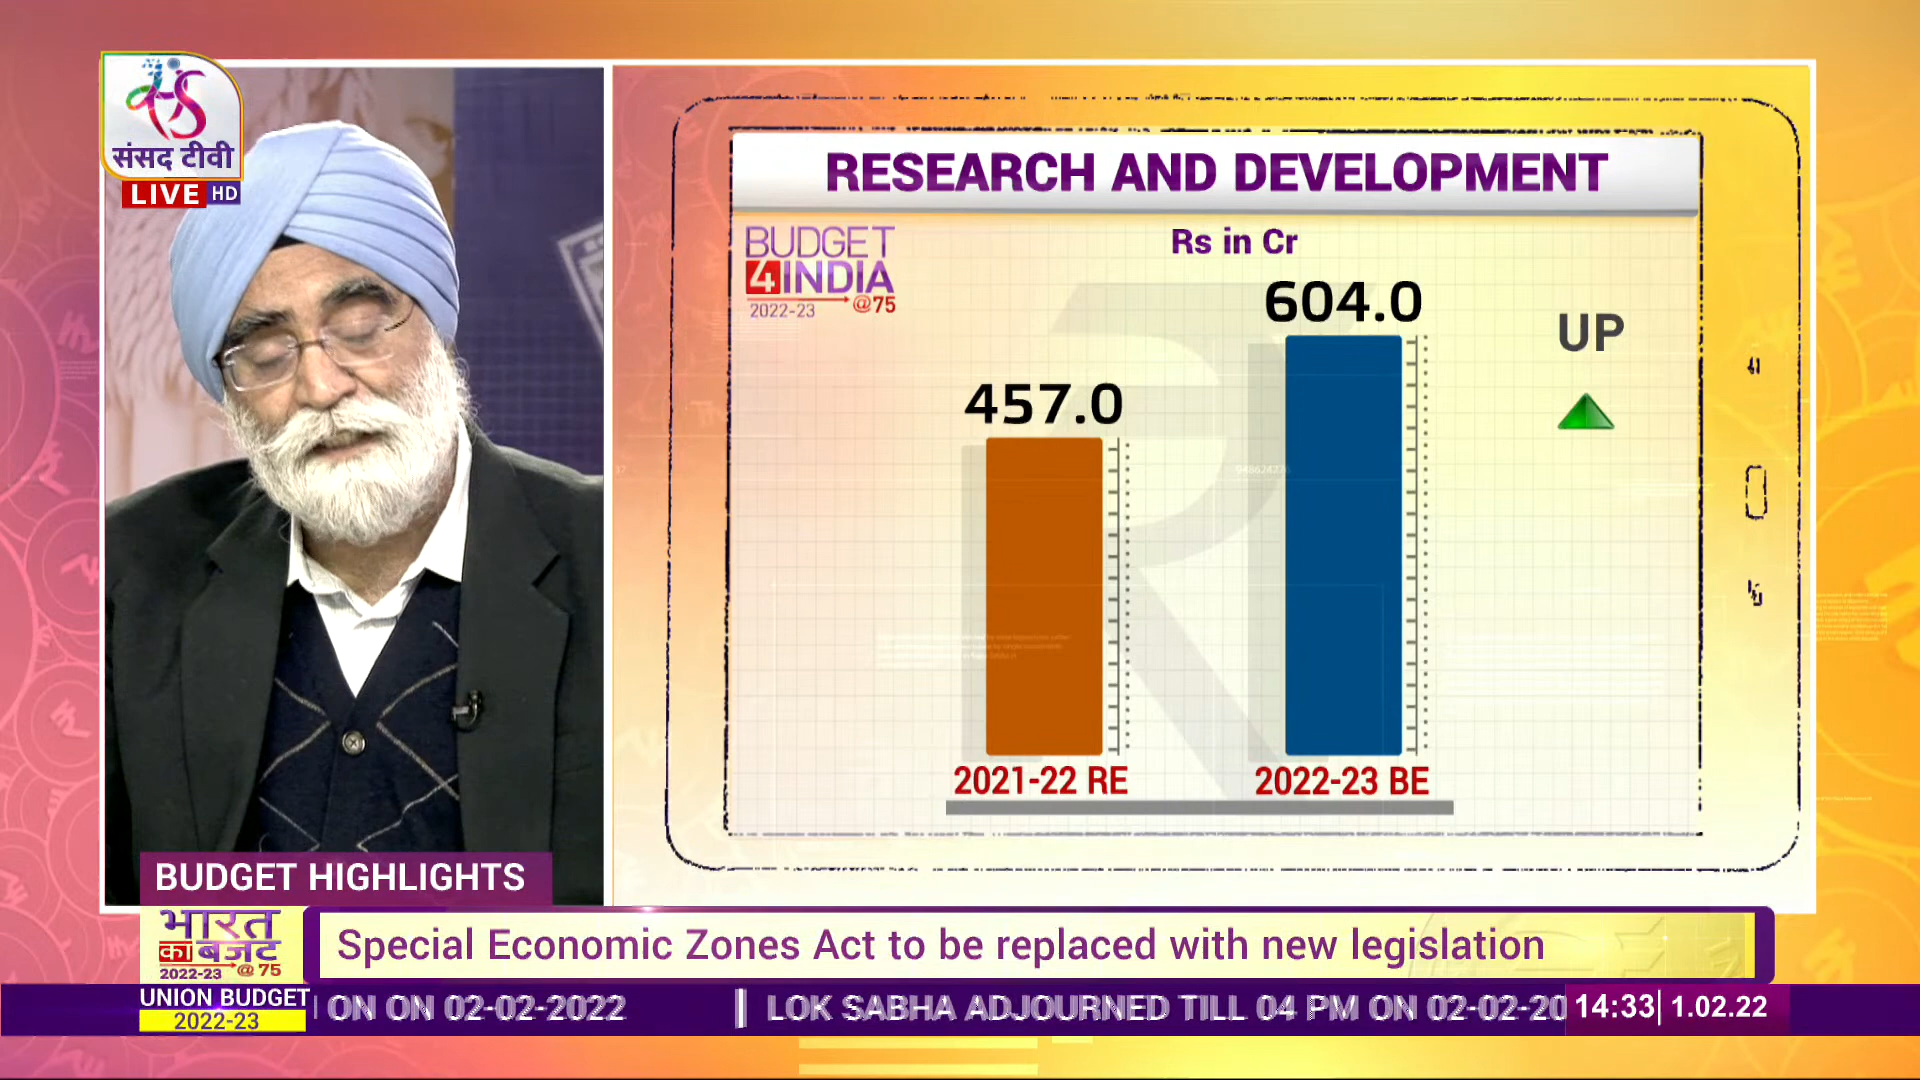 संसद टीवी
LIVE HD
RESEARCH AND DEVELOPMENT
BUDGET
4INDIA
2022-23 @75
Rs in Cr
457.0
604.0
UP
2021-22 RE
2022-23 BE
BUDGET HIGHLIGHTS
भारत
का बजट
2022-23 @ 75
Special Economic Zones Act to be replaced with new legislation
UNION BUDGET
2022-23
ON ON 02-02-2022 | LOK SABHA ADJOURNED TILL 04 PM ON 02-02-20
14:33 | 1.02.22